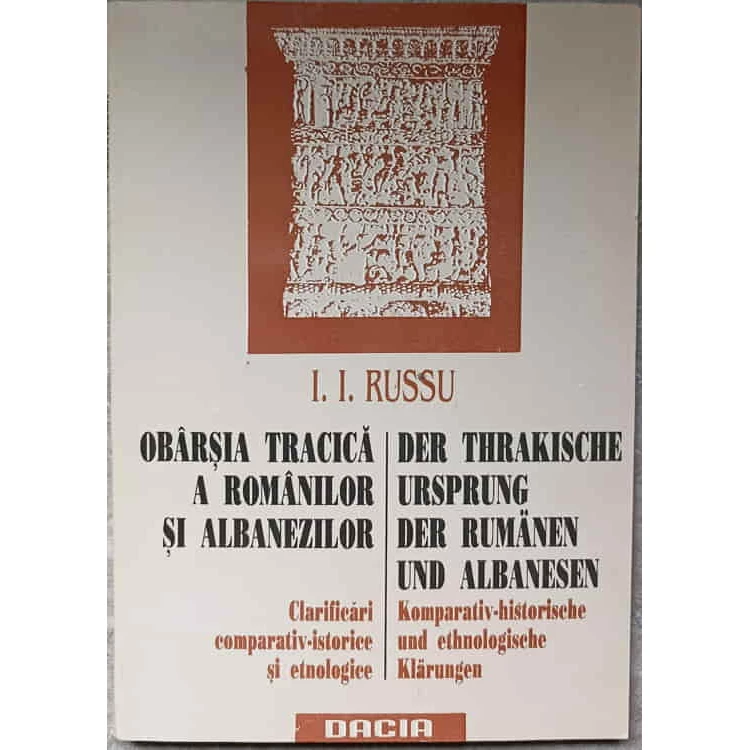 I. I. RUSSU
OBÂRȘIA TRACICĂ
A ROMÂNILOR
ȘI ALBANEZILOR
Clarificări
comparativ-istorice
și etnologice
DER THRAKISCHE
URSPRUNG
DER RUMÄNEN
UND ALBANESEN
Komparativ-historische
und ethnologische
Klärungen
DACIA